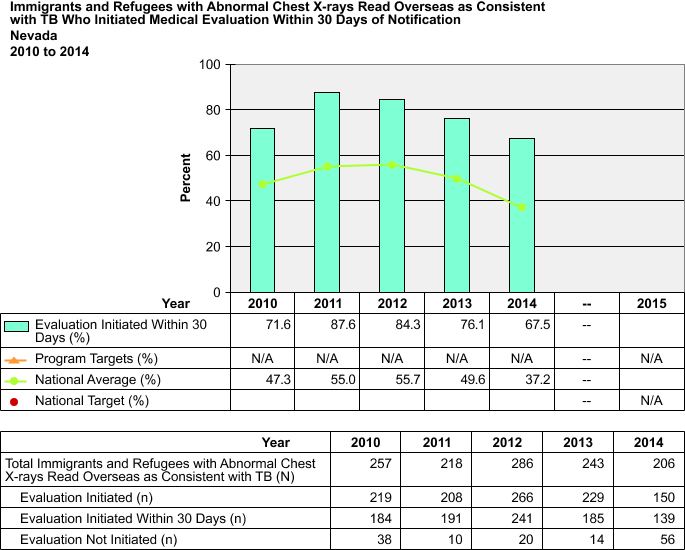 Immigrants and Refugees with Abnormal Chest X-rays Read Overseas as Consistent
with TB Who Initiated Medical Evaluation Within 30 Days of Notification
Nevada
2010 to 2014
100
80
60
40
20
0
Percent
Year 2010 2011 2012 2013 2014 -- 2015
Evaluation Initiated Within 30 71.6 87.6 84.3 76.1 67.5 --
Days (%)
Program Targets (%) N/A N/A N/A N/A N/A -- N/A
National Average (%) 47.3 55.0 55.7 49.6 37.2 --
National Target (%) -- N/A
Year 2010 2011 2012 2013 2014
Total Immigrants and Refugees with Abnormal Chest 257 218 286 243 206
X-rays Read Overseas as Consistent with TB (N)
Evaluation Initiated (n) 219 208 266 229 150
Evaluation Initiated Within 30 Days (n) 184 191 241 185 139
Evaluation Not Initiated (n) 38 10 20 14 56